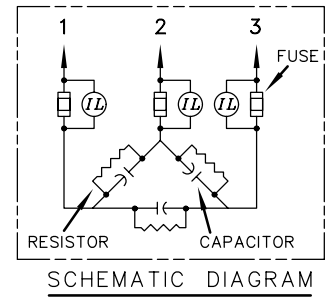 1 2 3
FUSE
IL IL IL
RESISTOR CAPACITOR
SCHEMATIC DIAGRAM